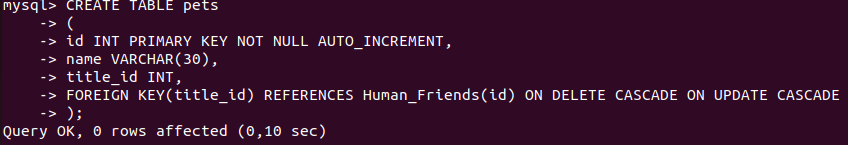 mysql> CREATE TABLE pets
    -> (
    -> id INT PRIMARY KEY NOT NULL AUTO_INCREMENT,
    -> name VARCHAR(30),
    -> title_id INT,
    -> FOREIGN KEY(title_id) REFERENCES Human_Friends(id) ON DELETE CASCADE ON UPDATE CASCADE
    -> );
Query OK, 0 rows affected (0,10 sec)